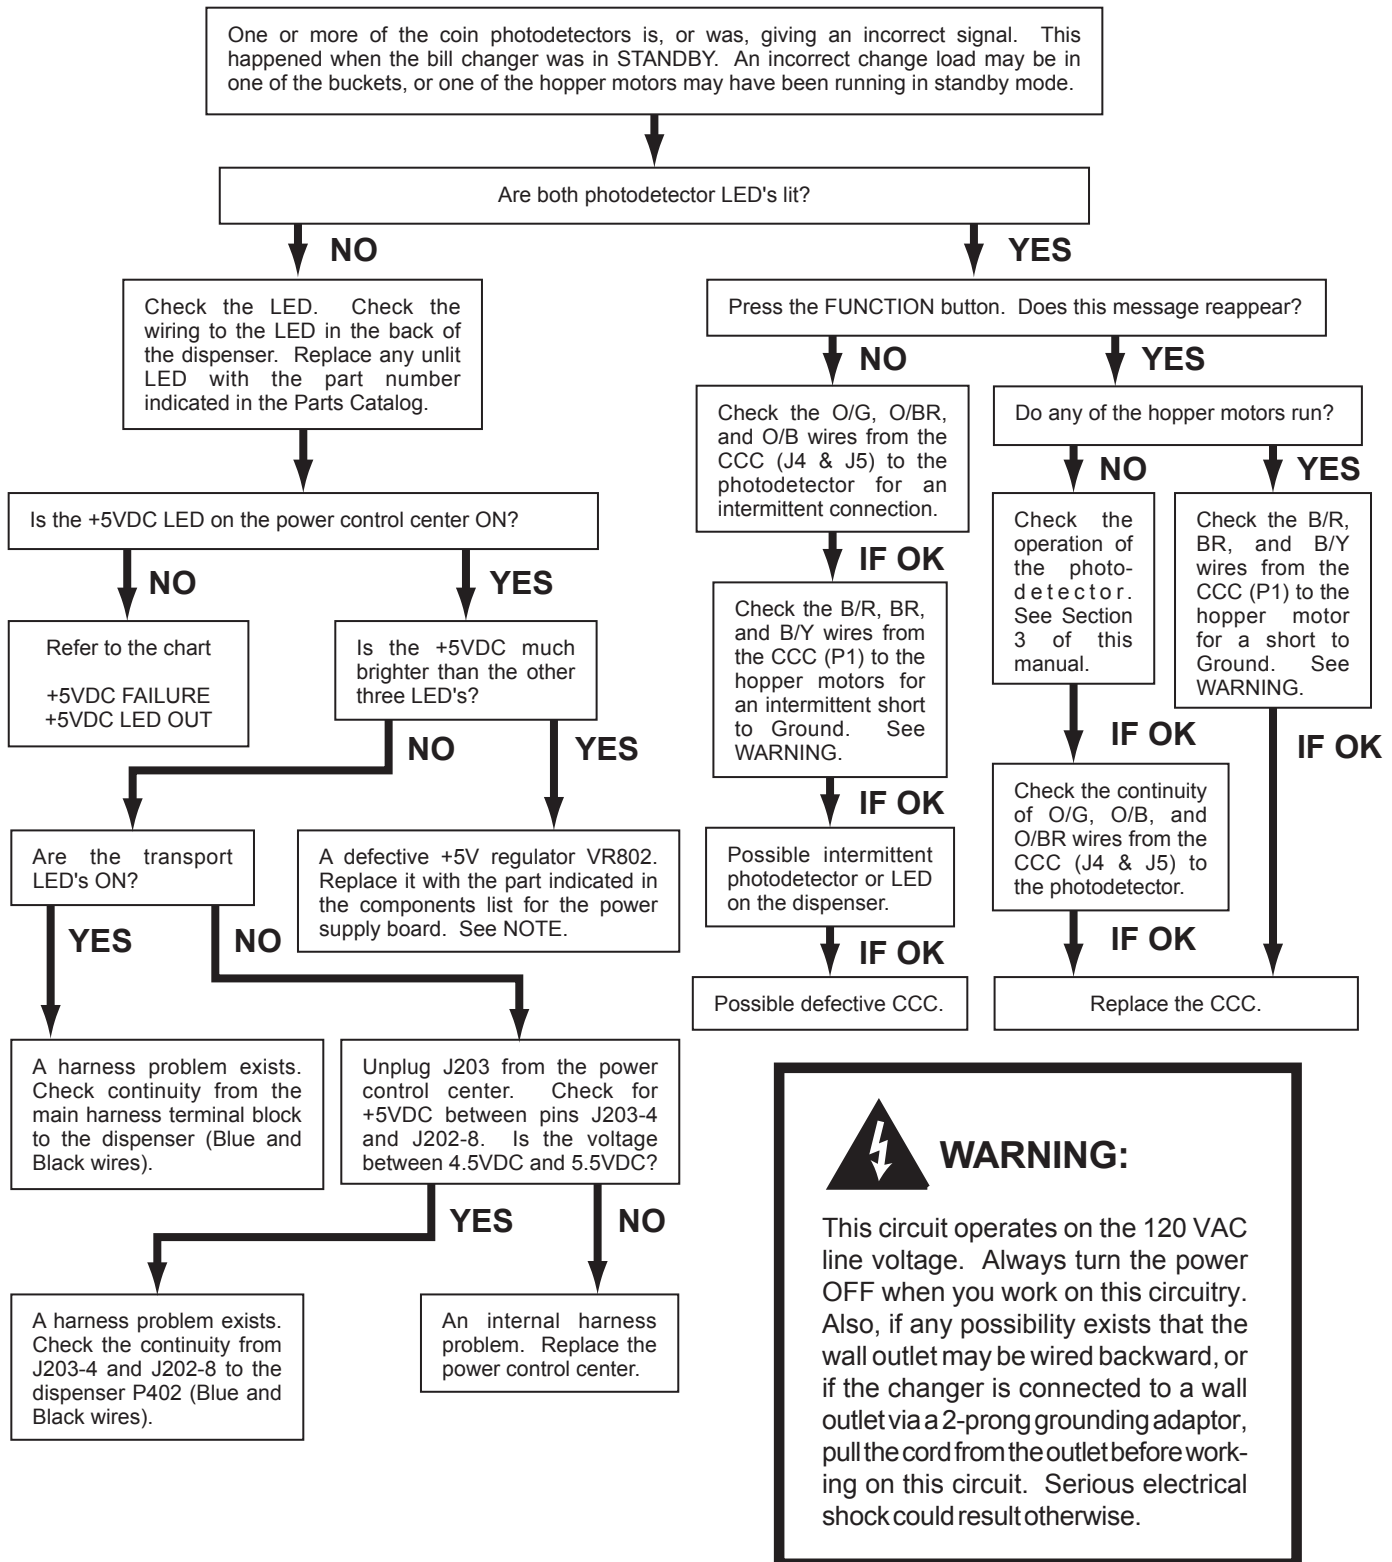 One or more of the coin photodetectors is, or was, giving an incorrect signal. This
happened when the bill changer was in STANDBY. An incorrect change load may be in
one of the buckets, or one of the hopper motors may have been running in standby mode.
Are both photodetector LED's lit?
NO
YES
Check the LED. Check the
wiring to the LED in the back of
the dispenser. Replace any unlit
LED with the part number
indicated in the Parts Catalog.
Press the FUNCTION button. Does this message reappear?
NO
YES
Check the O/G, O/BR,
and O/B wires from the
CCC (J4 & J5) to the
photodetector for an
intermittent connection.
Do any of the hopper motors run?
NO
YES
Is the +5VDC LED on the power control center ON?
NO
YES
IF OK
Check the
operation of
the photo-
detector.
See Section
3 of this
manual.
Check the B/R,
BR, and B/Y
wires from the
CCC (P1) to the
hopper motor
for a short to
Ground. See
WARNING.
Refer to the chart
+5VDC FAILURE
+5VDC LED OUT
Is the +5VDC much
brighter than the other
three LED's?
Check the B/R, BR,
and B/Y wires from
the CCC (P1) to the
hopper motors for
an intermittent short
to Ground. See
WARNING.
NO
YES
IF OK
IF OK
IF OK
Check the continuity
of O/G, O/B, and
O/BR wires from the
CCC (J4 & J5) to
the photodetector.
Are the transport
LED's ON?
A defective +5V regulator VR802.
Replace it with the part indicated in
the components list for the power
supply board. See NOTE.
Possible intermittent
photodetector or LED
on the dispenser.
YES
NO
IF OK
IF OK
Possible defective CCC.
Replace the CCC.
A harness problem exists.
Check continuity from the
main harness terminal block
to the dispenser (Blue and
Black wires).
Unplug J203 from the power
control center. Check for
+5VDC between pins J203-4
and J202-8. Is the voltage
between 4.5VDC and 5.5VDC?
YES
NO
A harness problem exists.
Check the continuity from
J203-4 and J202-8 to the
dispenser P402 (Blue and
Black wires).
An internal harness
problem. Replace the
power control center.
WARNING:
This circuit operates on the 120 VAC
line voltage. Always turn the power
OFF when you work on this circuitry.
Also, if any possibility exists that the
wall outlet may be wired backward, or
if the changer is connected to a wall
outlet via a 2-prong grounding adaptor,
pull the cord from the outlet before work-
ing on this circuit. Serious electrical
shock could result otherwise.